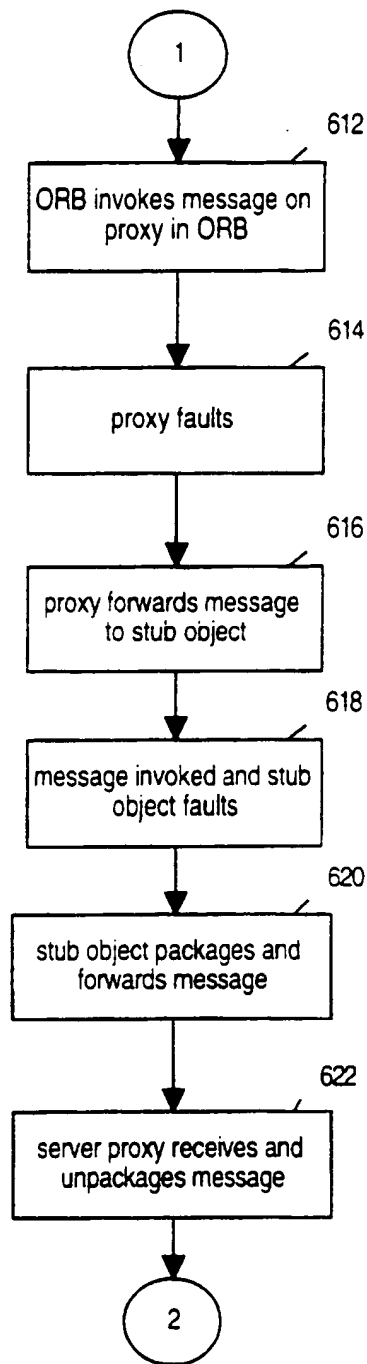 1
612
ORB invokes message on
proxy in ORB
614
proxy faults
616
proxy forwards message
to stub object
618
message invoked and stub
object faults
620
stub object packages and
forwards message
622
server proxy receives and
unpackages message
2